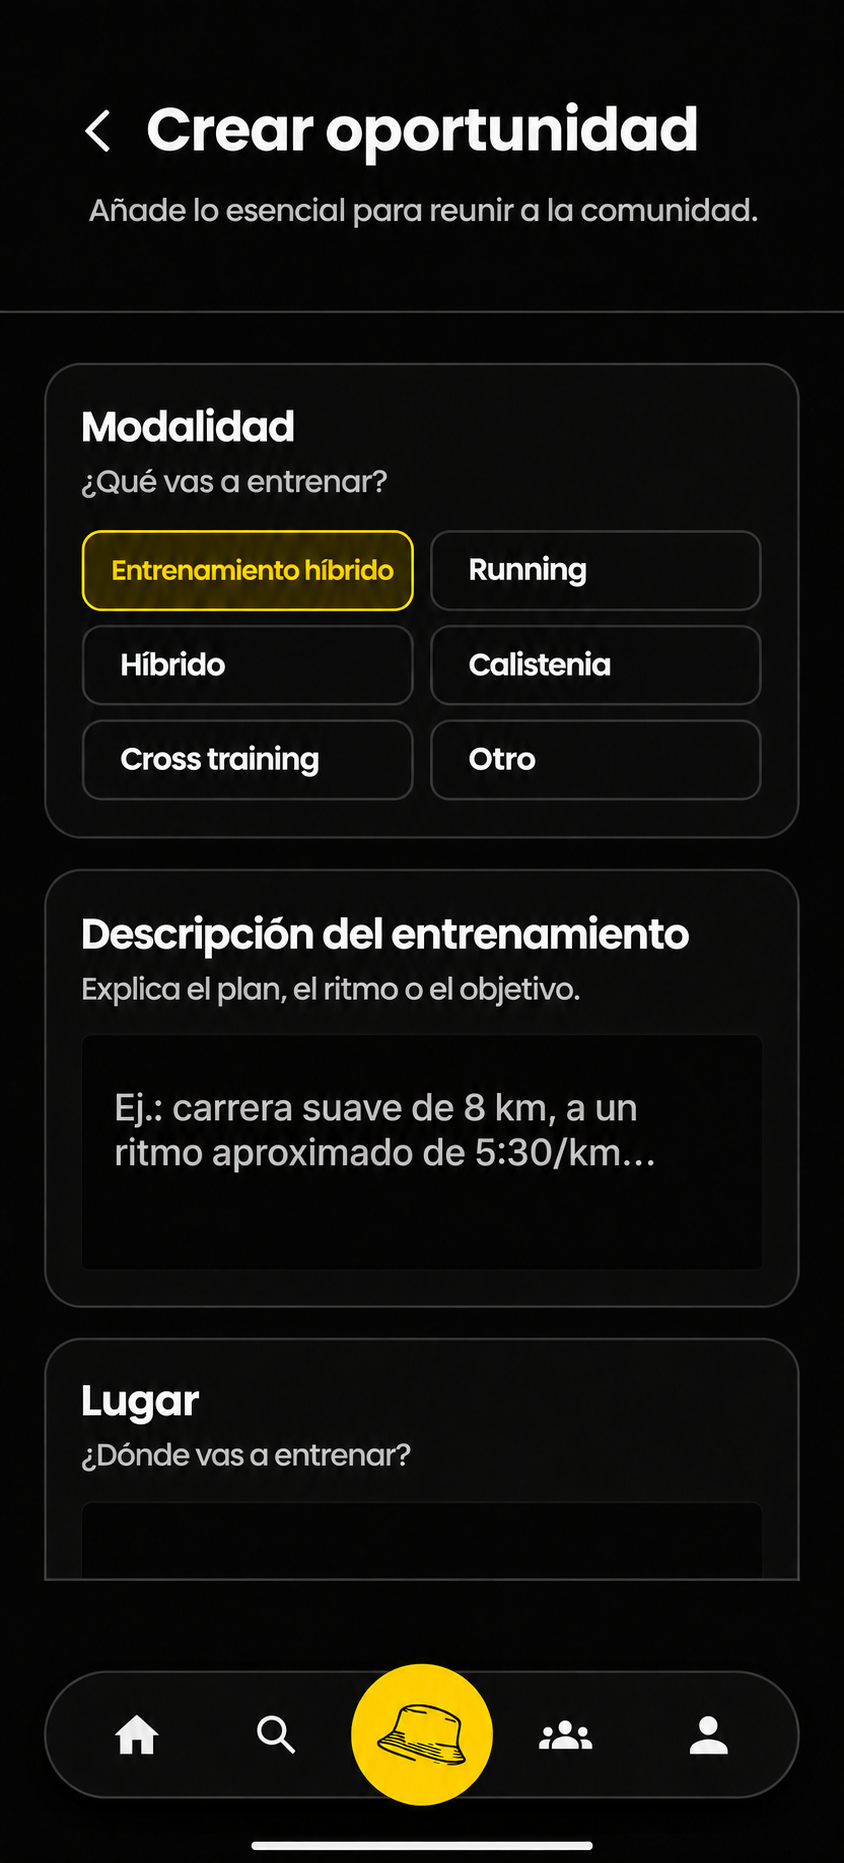 Crear oportunidad
Añade lo esencial para reunir a la comunidad.
Modalidad
¿Qué vas a entrenar?
Entrenamiento híbrido
Running
Híbrido
Calistenia
Cross training
Otro
Descripción del entrenamiento
Explica el plan, el ritmo o el objetivo.
Ej.: carrera suave de 8 km, a un
ritmo aproximado de 5:30/km...
Lugar
¿Dónde vas a entrenar?